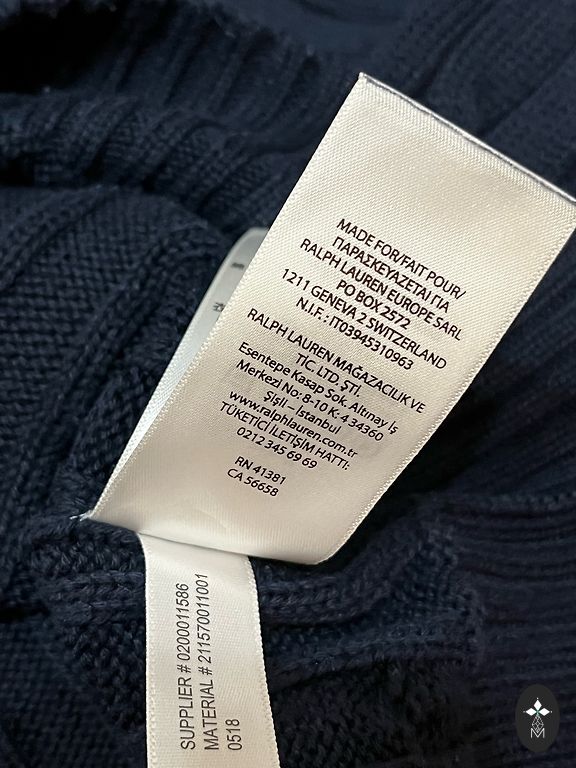 MADE FOR/FAIT POUR/
ΠΑΡΑΣΚΕΥΑΖΕΤΑΙ ΓΙΑ
RALPH LAUREN EUROPE SARL
PO BOX 2572
1211 GENEVA 2 SWITZERLAND
N.I.F.: IT03945310963
RALPH LAUREN MAĞAZACILIK VE
TİC. LTD. ŞTİ.
Esentepe Kasap Sok. Altınay İş
Merkezi No: 8-10 K: 4 34360
Şişli – İstanbul
www.ralphlauren.com.tr
TÜKETİCİ İLETİŞİM HATTI:
0212 345 69 69
RN 41381
CA 56658
SUPPLIER # 0200011586
MATERIAL # 211570011001
0518